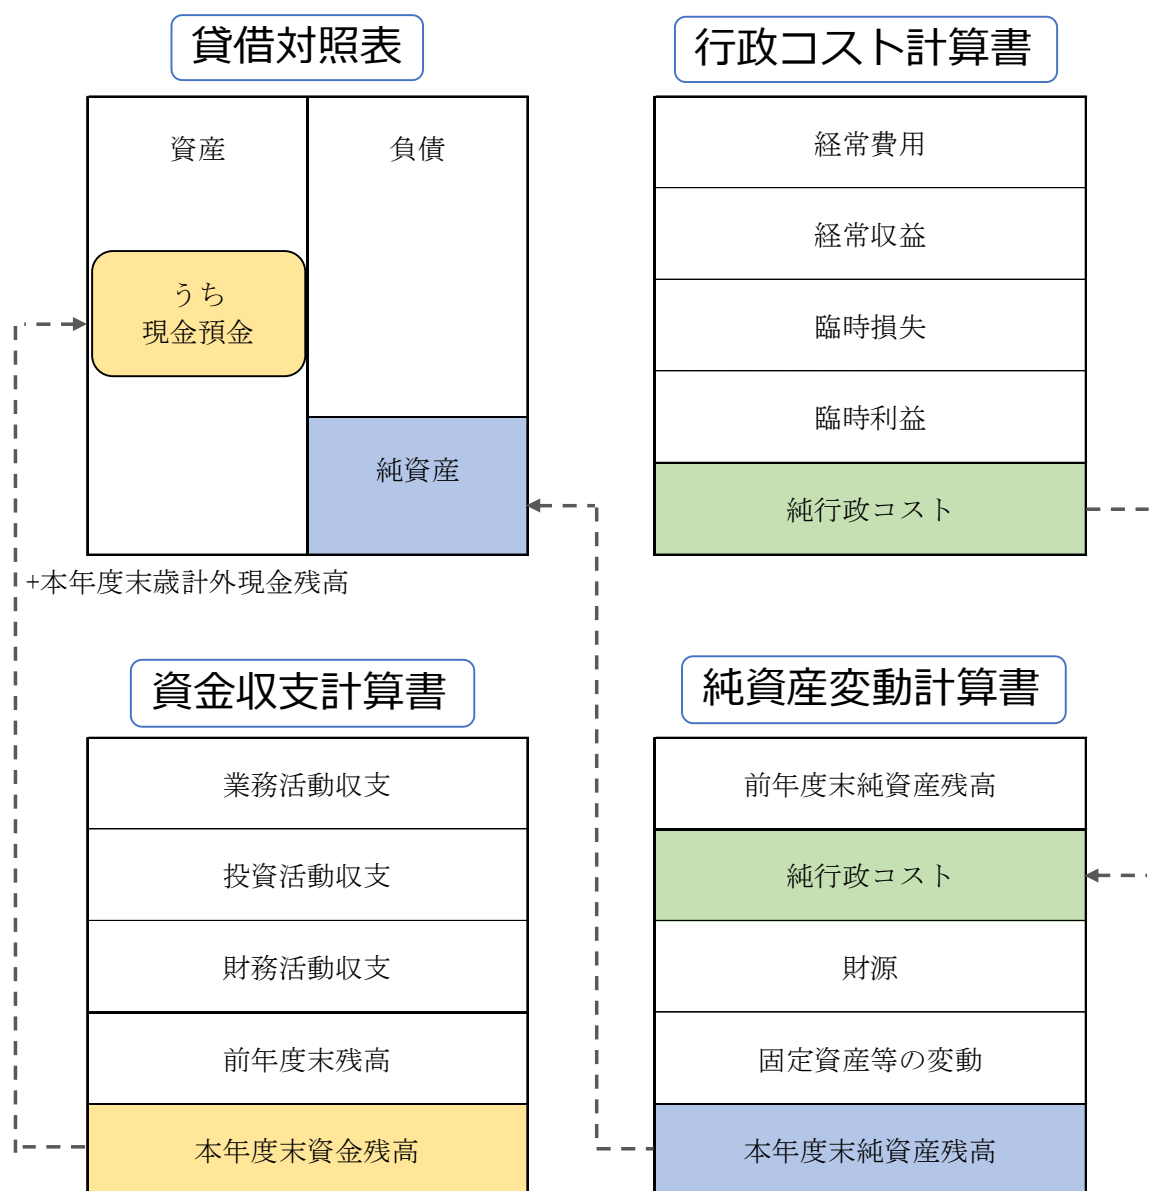 貸借対照表
資産
負債
うち
現金預金
純資産
+本年度末歳計外現金残高
行政コスト計算書
経常費用
経常収益
臨時損失
臨時利益
純行政コスト
資金収支計算書
業務活動収支
投資活動収支
財務活動収支
前年度末残高
本年度末資金残高
純資産変動計算書
前年度末純資産残高
純行政コスト
財源
固定資産等の変動
本年度末純資産残高